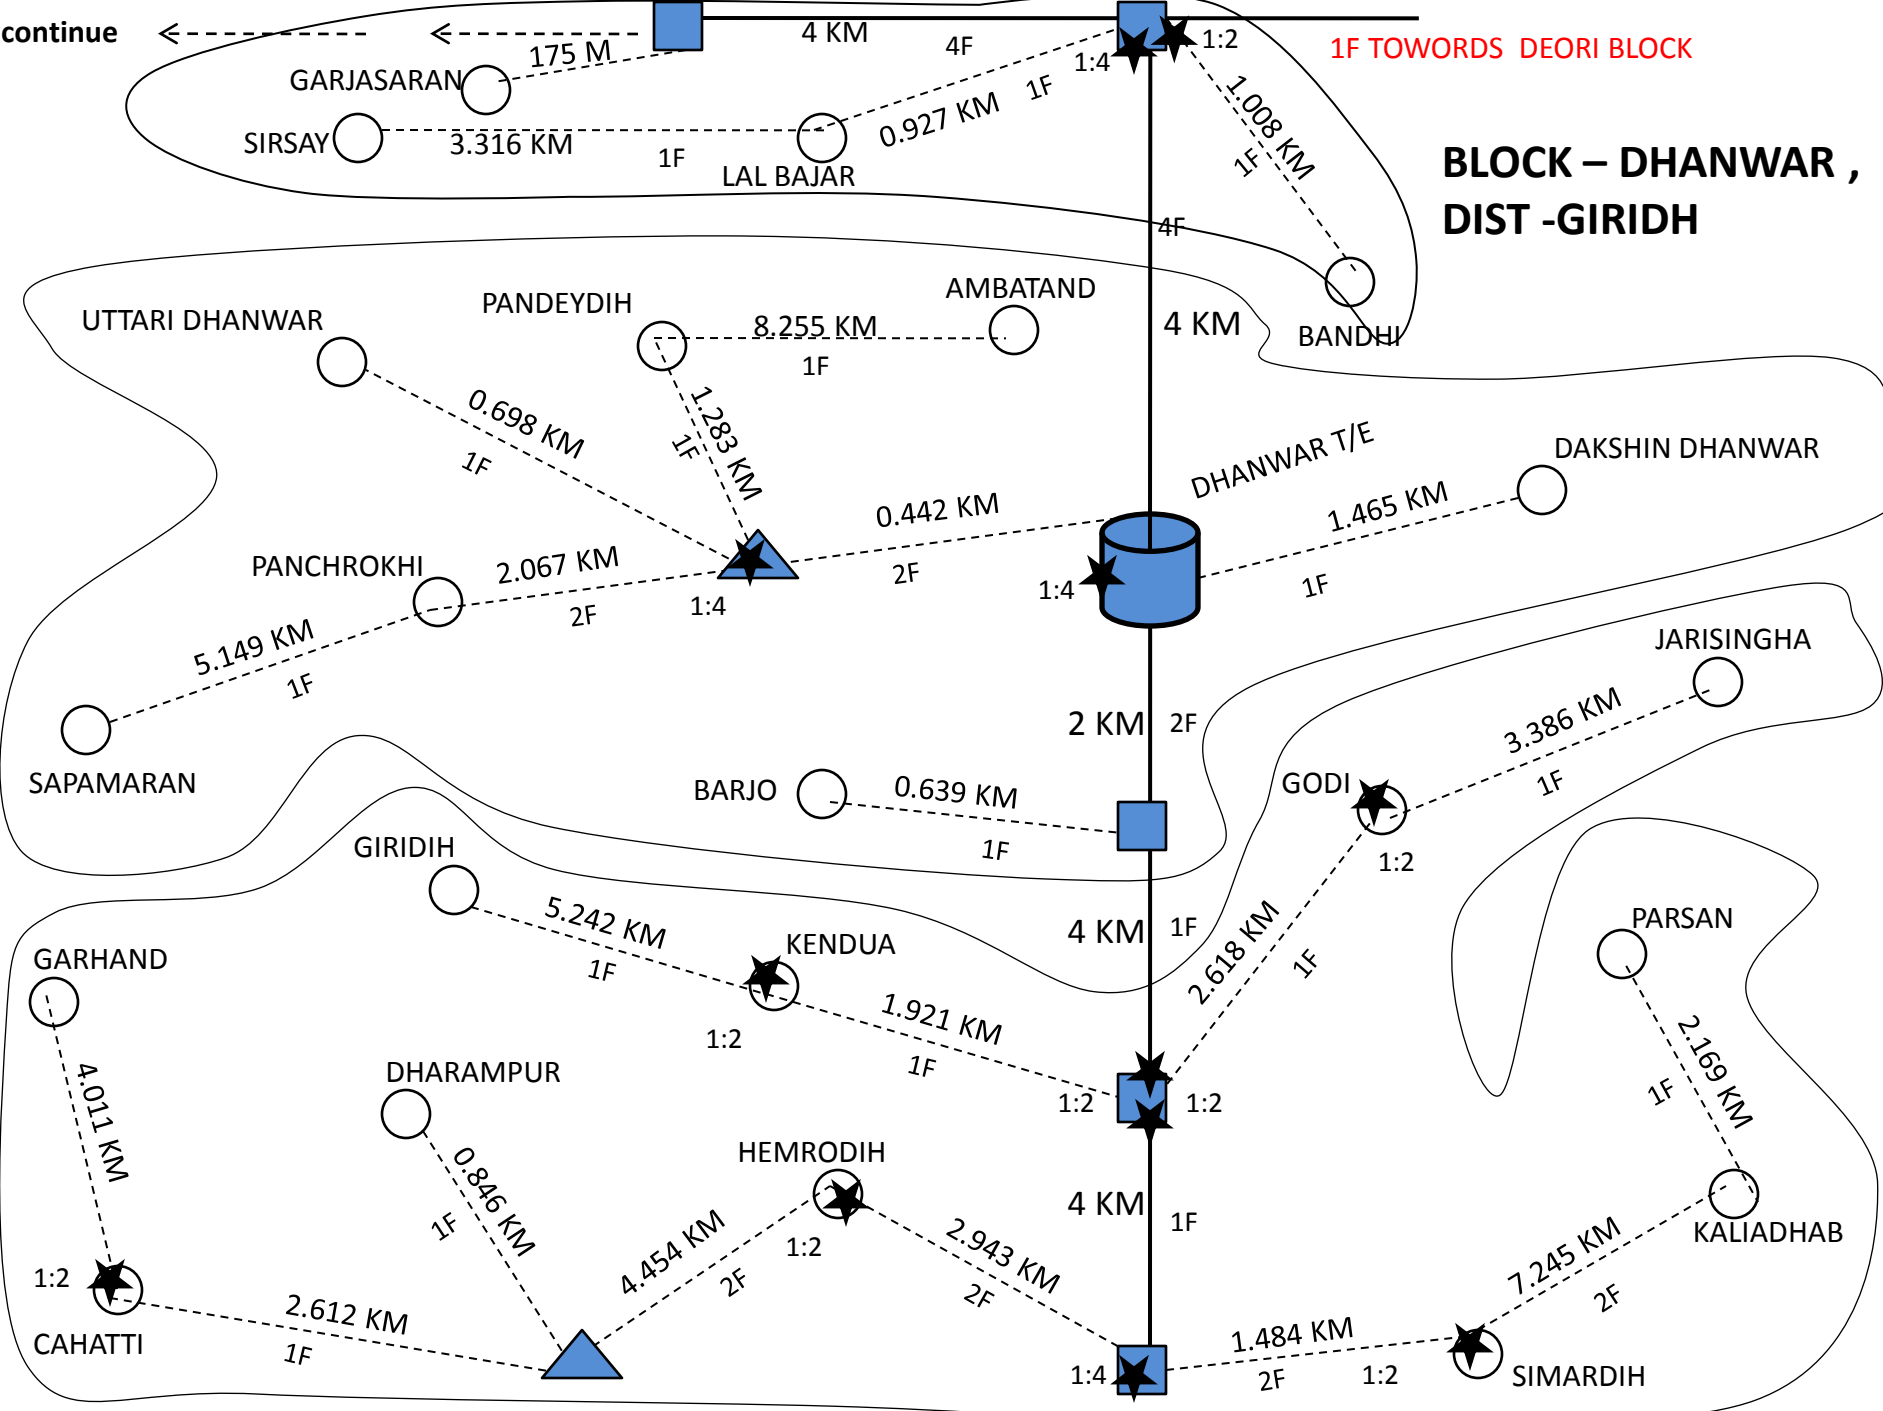 continue
4 KM
1:2
175 M
4F
1F TOWORDS  DEORI BLOCK
1:4
GARJASARAN
1F
1.008 KM
0.927 KM
SIRSAY
3.316 KM
1F
1F
LAL BAJAR
BLOCK – DHANWAR ,
DIST -GIRIDH
4F
AMBATAND
PANDEYDIH
UTTARI DHANWAR
8.255 KM
4 KM
BANDHI
1F
0.698 KM
1.283 KM
1F
1F
DHANWAR T/E
DAKSHIN DHANWAR
0.442 KM
1.465 KM
PANCHROKHI
2.067 KM
2F
1:4
1F
2F
1:4
5.149 KM
1F
JARISINGHA
2 KM
2F
3.386 KM
SAPAMARAN
BARJO
0.639 KM
GODI
1F
1F
GIRIDIH
1:2
5.242 KM
4 KM
1F
PARSAN
KENDUA
GARHAND
1F
2.618 KM
1F
1.921 KM
1:2
1F
2.169 KM
DHARAMPUR
4.011 KM
1:2
1:2
1F
HEMRODIH
0.846 KM
4 KM
1F
1F
KALIADHAB
1:2
4.454 KM
2.943 KM
7.245 KM
1:2
2F
2F
2F
2.612 KM
1.484 KM
CAHATTI
1F
1:4
2F
1:2
SIMARDIH